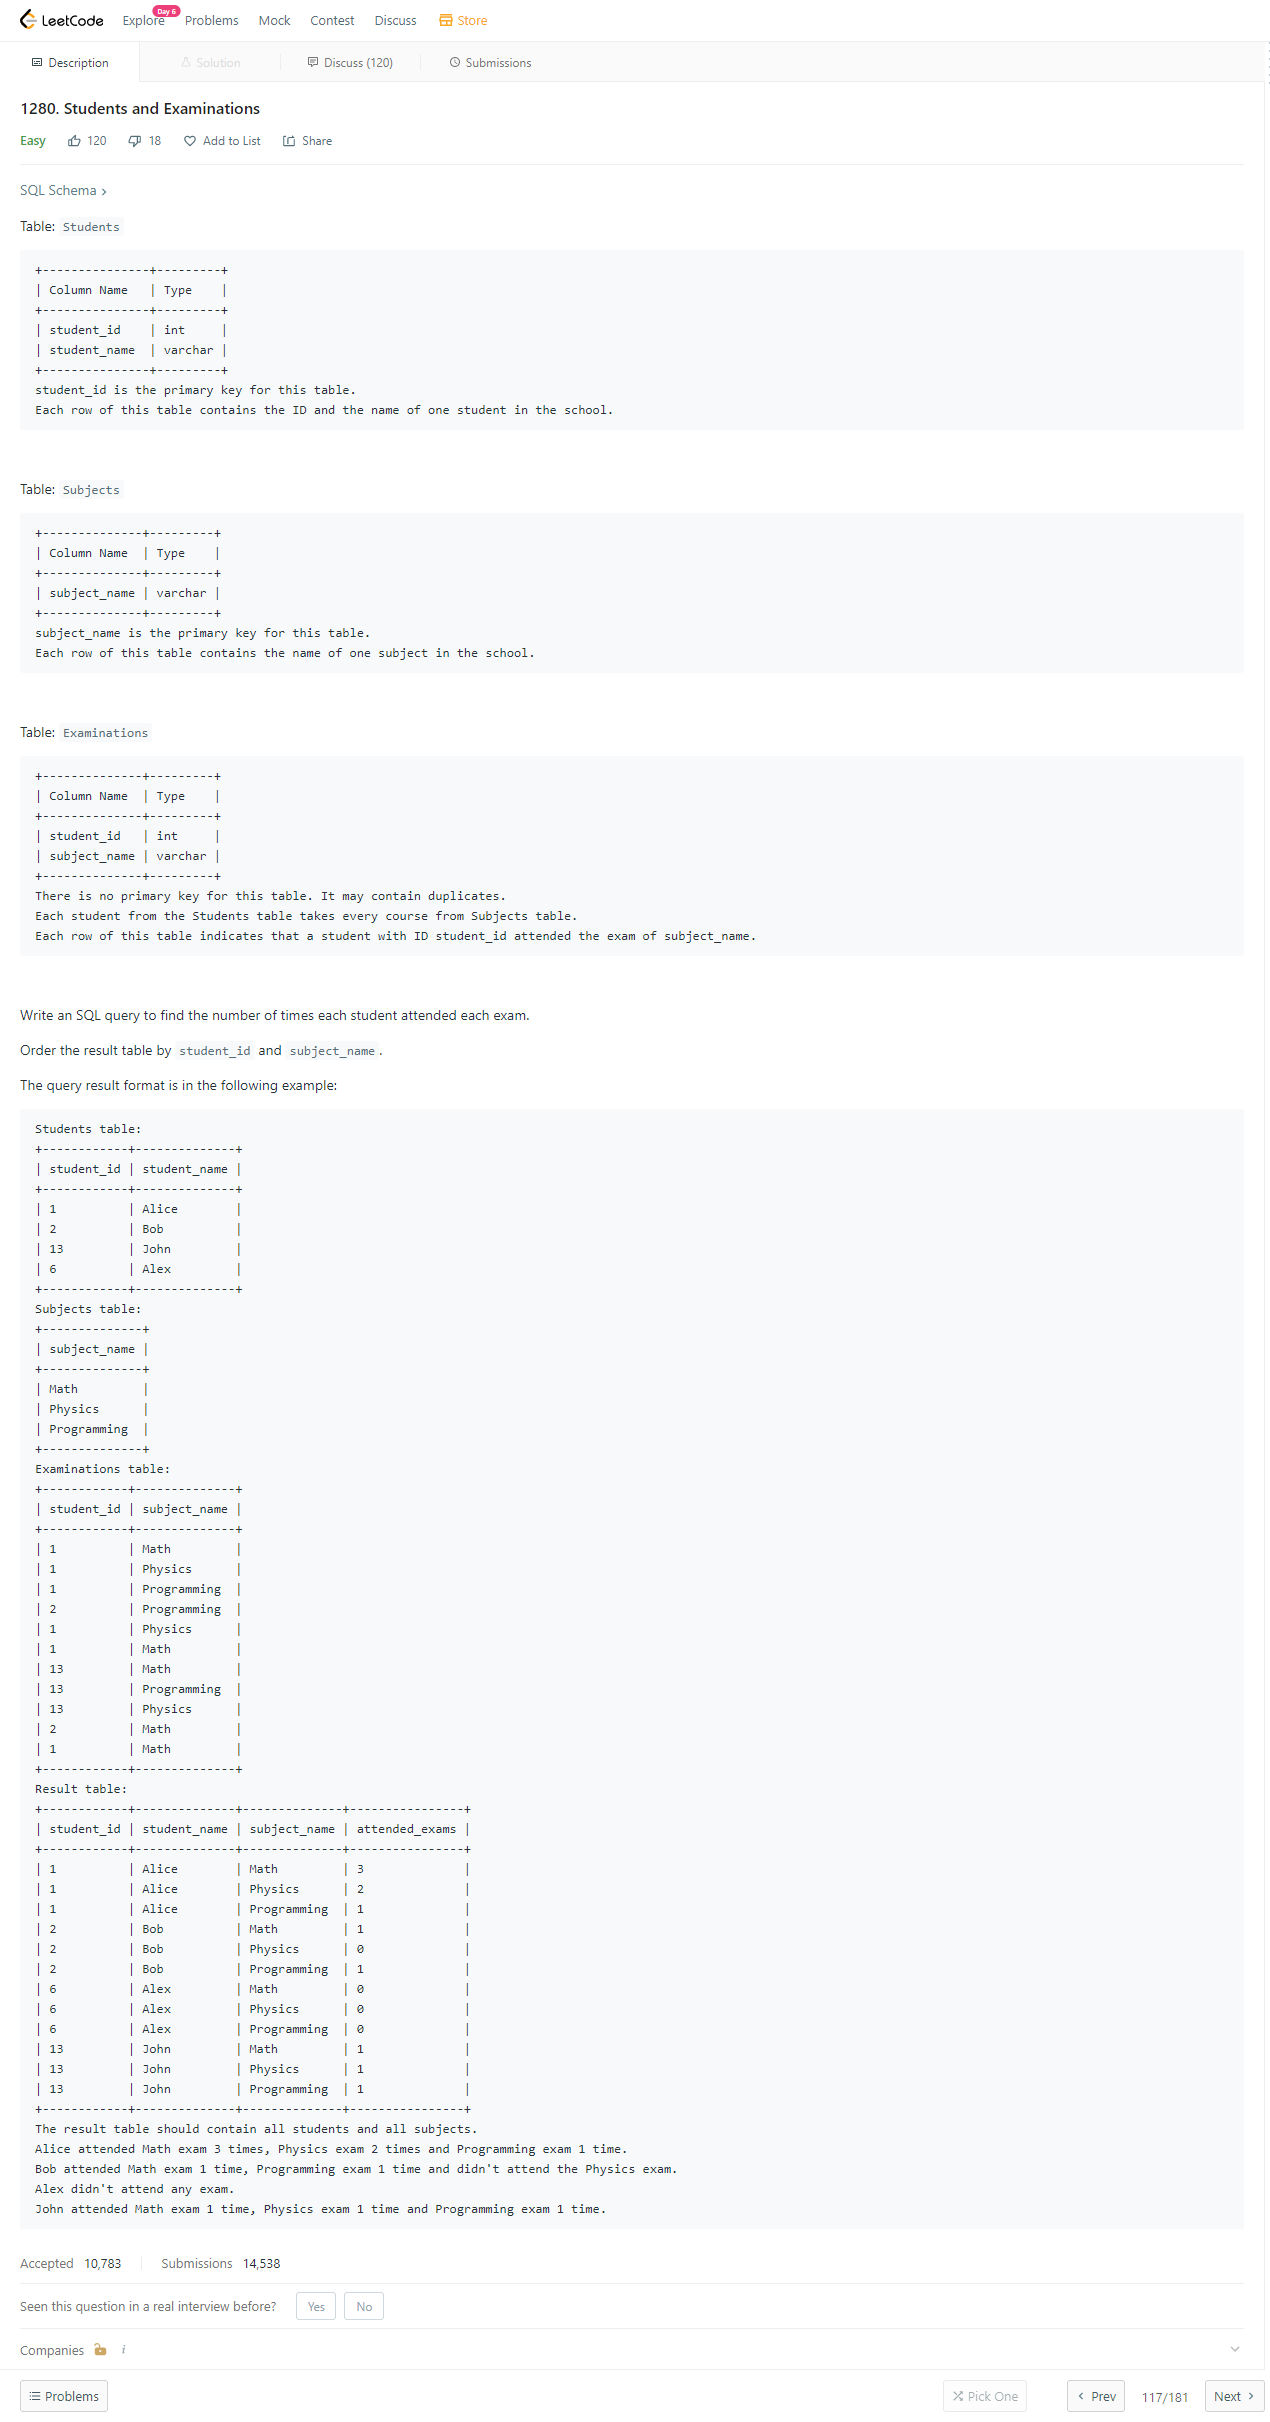 LeetCode Explore Day 6 Problems Mock Contest Discuss Store
Description Solution Discuss (120) Submissions
1280. Students and Examinations
Easy 120 18 Add to List Share
SQL Schema ›
Table: Students
+---------------+---------+
| Column Name   | Type    |
+---------------+---------+
| student_id    | int     |
| student_name  | varchar |
+---------------+---------+
student_id is the primary key for this table.
Each row of this table contains the ID and the name of one student in the school.
Table: Subjects
+--------------+---------+
| Column Name  | Type    |
+--------------+---------+
| subject_name | varchar |
+--------------+---------+
subject_name is the primary key for this table.
Each row of this table contains the name of one subject in the school.
Table: Examinations
+--------------+---------+
| Column Name  | Type    |
+--------------+---------+
| student_id   | int     |
| subject_name | varchar |
+--------------+---------+
There is no primary key for this table. It may contain duplicates.
Each student from the Students table takes every course from Subjects table.
Each row of this table indicates that a student with ID student_id attended the exam of subject_name.
Write an SQL query to find the number of times each student attended each exam.
Order the result table by student_id and subject_name.
The query result format is in the following example:
Students table:
+------------+--------------+
| student_id | student_name |
+------------+--------------+
| 1          | Alice        |
| 2          | Bob          |
| 13         | John         |
| 6          | Alex         |
+------------+--------------+
Subjects table:
+--------------+
| subject_name |
+--------------+
| Math         |
| Physics      |
| Programming  |
+--------------+
Examinations table:
+------------+--------------+
| student_id | subject_name |
+------------+--------------+
| 1          | Math         |
| 1          | Physics      |
| 1          | Programming  |
| 2          | Programming  |
| 1          | Physics      |
| 1          | Math         |
| 13         | Math         |
| 13         | Programming  |
| 13         | Physics      |
| 2          | Math         |
| 1          | Math         |
+------------+--------------+
Result table:
+------------+--------------+--------------+----------------+
| student_id | student_name | subject_name | attended_exams |
+------------+--------------+--------------+----------------+
| 1          | Alice        | Math         | 3              |
| 1          | Alice        | Physics      | 2              |
| 1          | Alice        | Programming  | 1              |
| 2          | Bob          | Math         | 1              |
| 2          | Bob          | Physics      | 0              |
| 2          | Bob          | Programming  | 1              |
| 6          | Alex         | Math         | 0              |
| 6          | Alex         | Physics      | 0              |
| 6          | Alex         | Programming  | 0              |
| 13         | John         | Math         | 1              |
| 13         | John         | Physics      | 1              |
| 13         | John         | Programming  | 1              |
+------------+--------------+--------------+----------------+
The result table should contain all students and all subjects.
Alice attended Math exam 3 times, Physics exam 2 times and Programming exam 1 time.
Bob attended Math exam 1 time, Programming exam 1 time and didn't attend the Physics exam.
Alex didn't attend any exam.
John attended Math exam 1 time, Physics exam 1 time and Programming exam 1 time.
Accepted 10,783 Submissions 14,538
Seen this question in a real interview before? Yes No
Companies i
Problems Pick One ‹ Prev 117/181 Next ›